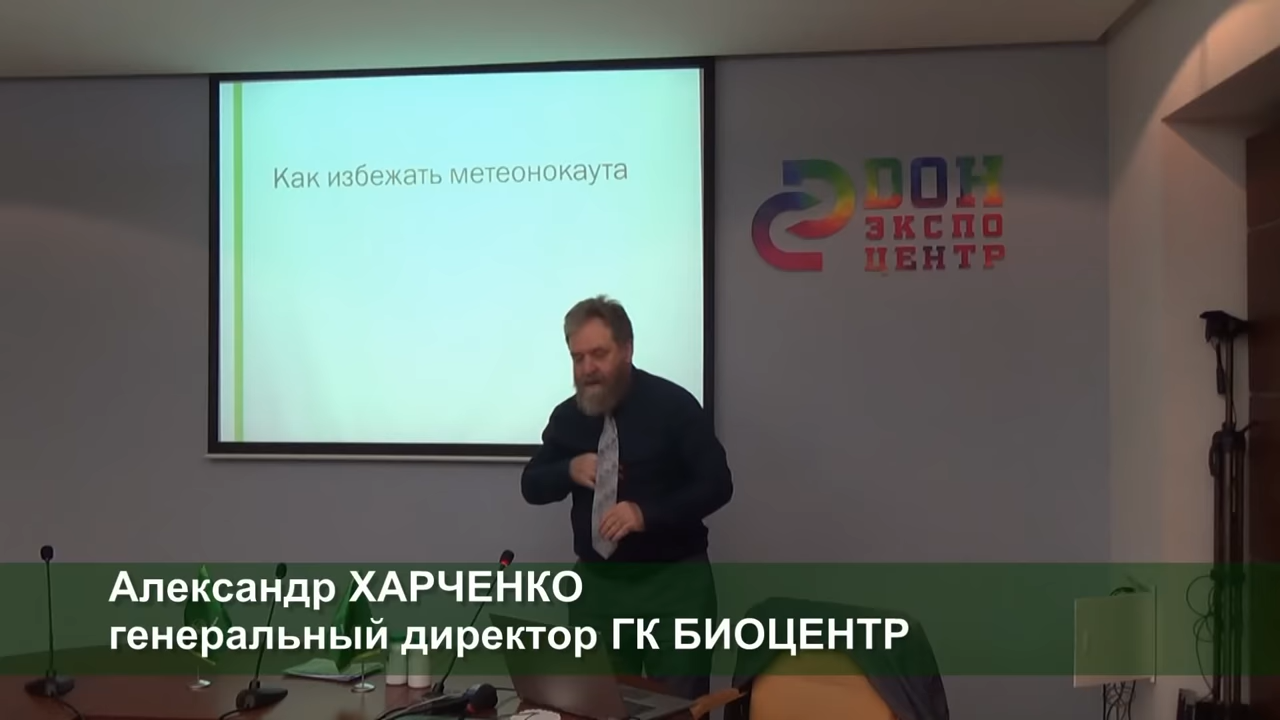 Как избежать метеонокаута
ДОН
ЭКСПО
ЦЕНТР
Александр ХАРЧЕНКО
генеральный директор ГК БИОЦЕНТР